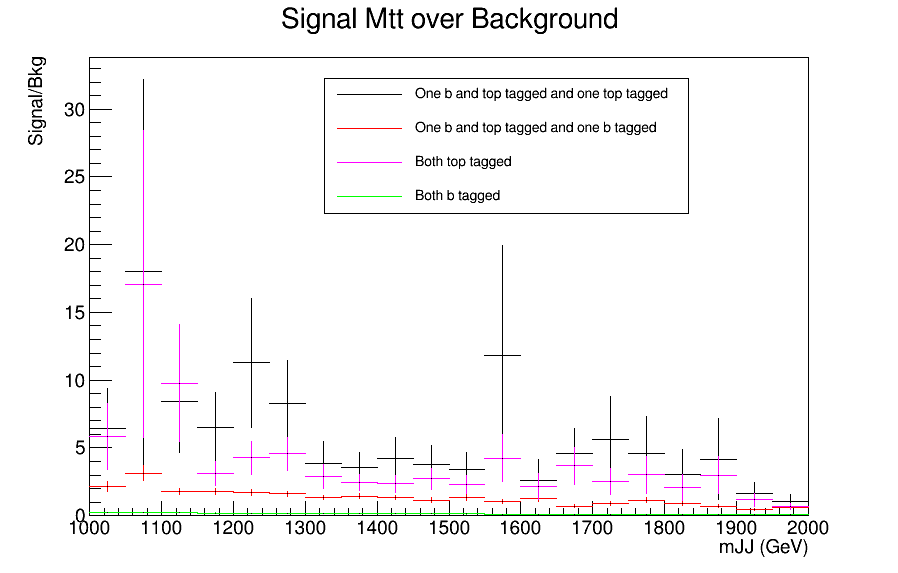 Signal Mtt over Background
Signal/Bkg
One b and top tagged and one top tagged
One b and top tagged and one b tagged
Both top tagged
Both b tagged
30
25
20
15
10
5
0
1000 1100 1200 1300 1400 1500 1600 1700 1800 1900 2000
mJJ (GeV)